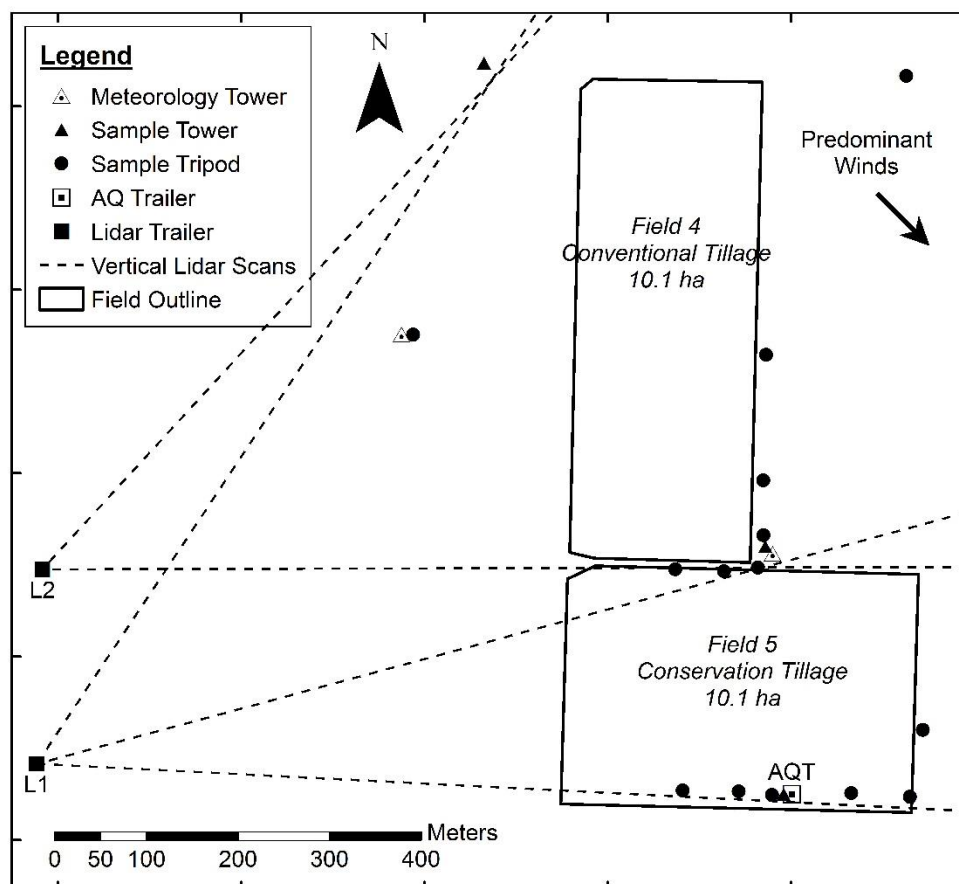 Legend
Meteorology Tower
Sample Tower
Sample Tripod
AQ Trailer
Lidar Trailer
Vertical Lidar Scans
Field Outline
N
Predominant
Winds
Field 4
Conventional Tillage
10.1 ha
L2
Field 5
Conservation Tillage
10.1 ha
L1
AQT
Meters
0 50 100 200 300 400